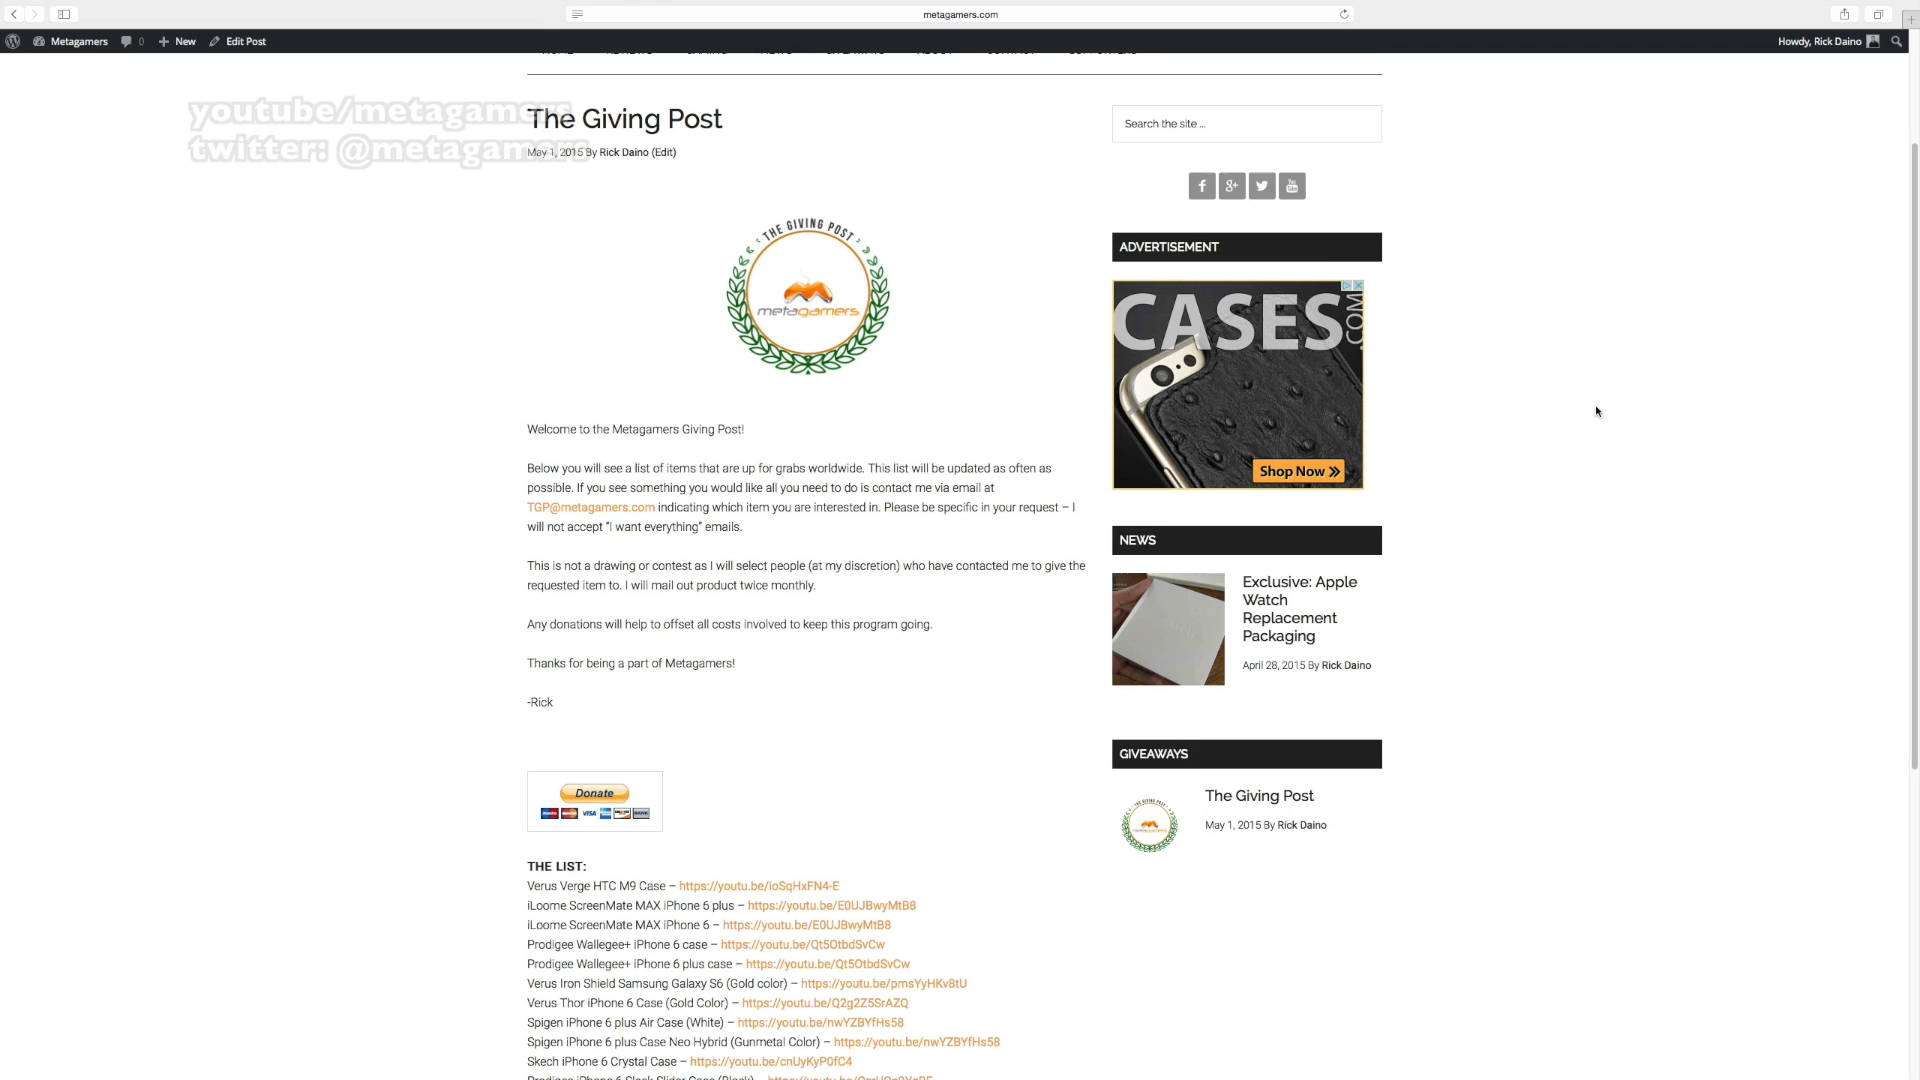 metagamers.com
Metagamers 0 New Edit Post Howdy, Rick Daino
youtube/metagamers
twitter: @metagamers
The Giving Post
May 1, 2015 By Rick Daino (Edit)
THE GIVING POST
metagamers
Welcome to the Metagamers Giving Post!
Below you will see a list of items that are up for grabs worldwide. This list will be updated as often as
possible. If you see something you would like all you need to do is contact me via email at
TGP@metagamers.com indicating which item you are interested in. Please be specific in your request – I
will not accept “I want everything” emails.
This is not a drawing or contest as I will select people (at my discretion) who have contacted me to give the
requested item to. I will mail out product twice monthly.
Any donations will help to offset all costs involved to keep this program going.
Thanks for being a part of Metagamers!
-Rick
Donate
VISA
BANK
THE LIST:
Verus Verge HTC M9 Case – https://youtu.be/ioSqHxFN4-E
iLoome ScreenMate MAX iPhone 6 plus – https://youtu.be/E0UJBwyMtB8
iLoome ScreenMate MAX iPhone 6 – https://youtu.be/E0UJBwyMtB8
Prodigee Wallegee+ iPhone 6 case – https://youtu.be/Qt5OtbdSvCw
Prodigee Wallegee+ iPhone 6 plus case – https://youtu.be/Qt5OtbdSvCw
Verus Iron Shield Samsung Galaxy S6 (Gold color) – https://youtu.be/pmsYyHKv8tU
Verus Thor iPhone 6 Case (Gold Color) – https://youtu.be/Q2g2Z5SrAZQ
Spigen iPhone 6 plus Air Case (White) – https://youtu.be/nwYZBYfHs58
Spigen iPhone 6 plus Case Neo Hybrid (Gunmetal Color) – https://youtu.be/nwYZBYfHs58
Skech iPhone 6 Crystal Case – https://youtu.be/cnUyKyP0fC4
Search the site ...
ADVERTISEMENT
CASES.COM
Shop Now
NEWS
Exclusive: Apple
Watch
Replacement
Packaging
April 28, 2015 By Rick Daino
GIVEAWAYS
The Giving Post
May 1, 2015 By Rick Daino